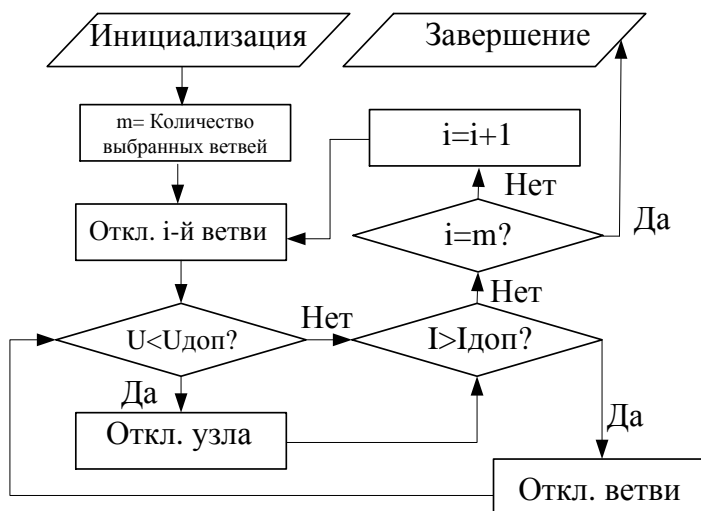 Инициализация
Завершение
m= Количество
выбранных ветвей
i=i+1
Нет
Откл. i-й ветви
i=m?
Да
Нет
U<Uдоп?
Нет
I>Iдоп?
Да
Откл. узла
Да
Откл. ветви